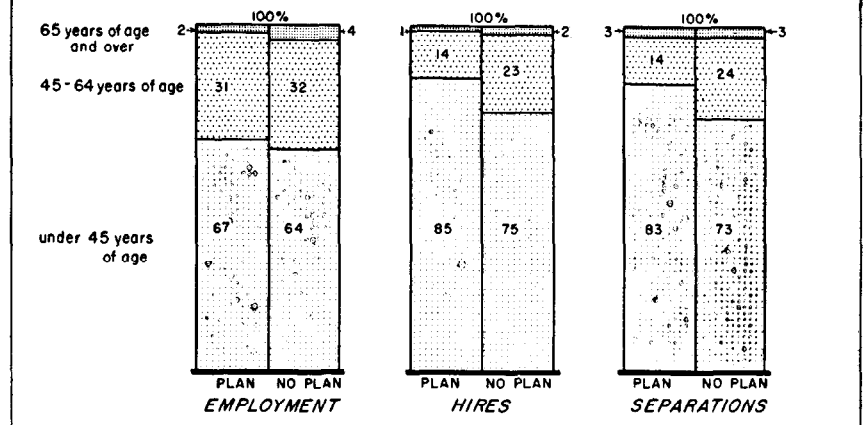 65 years of age
and over
45-64 years of age
under 45 years
of age
100%
2
4
31
32
67
64
PLAN
NO PLAN
EMPLOYMENT
100%
1
2
14
23
85
75
PLAN
NO PLAN
HIRES
100%
3
3
14
24
83
73
PLAN
NO PLAN
SEPARATIONS